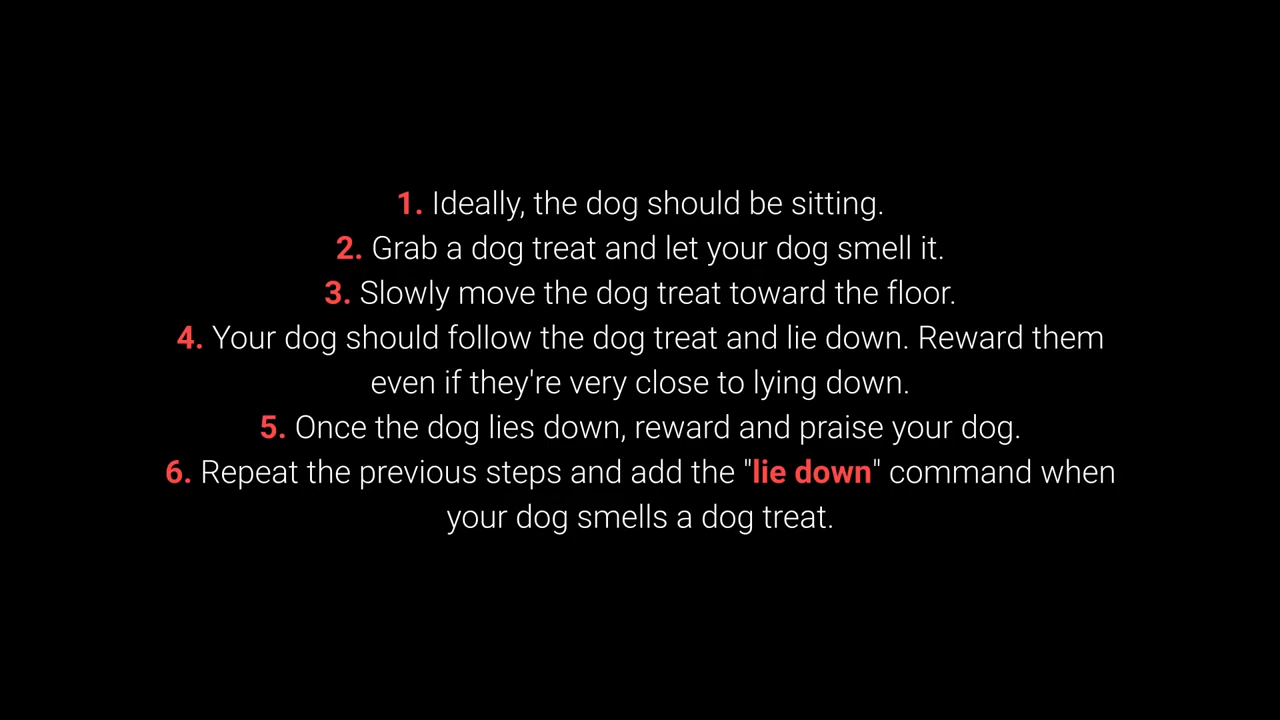 1. Ideally, the dog should be sitting.
2. Grab a dog treat and let your dog smell it.
3. Slowly move the dog treat toward the floor.
4. Your dog should follow the dog treat and lie down. Reward them
even if they're very close to lying down.
5. Once the dog lies down, reward and praise your dog.
6. Repeat the previous steps and add the "lie down" command when
your dog smells a dog treat.